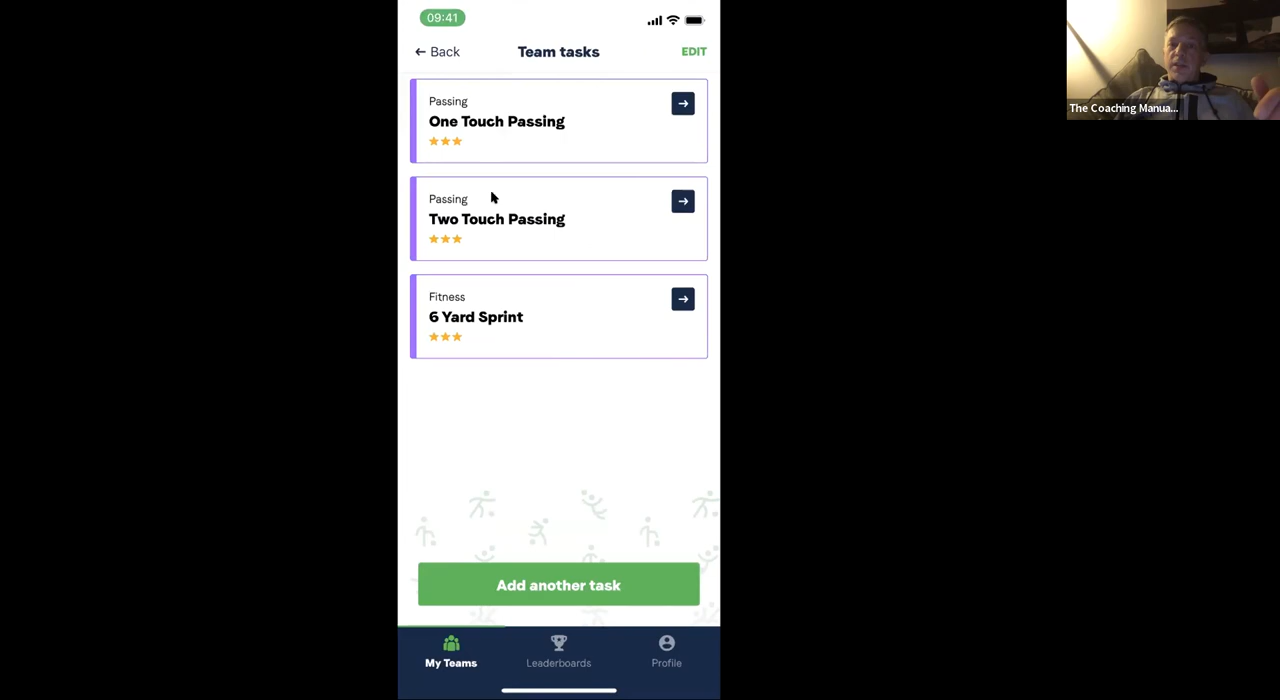 09:41
← Back
Team tasks
EDIT
Passing
One Touch Passing
Passing
Two Touch Passing
Fitness
6 Yard Sprint
Add another task
My Teams
Leaderboards
Profile
The Coaching Manua...